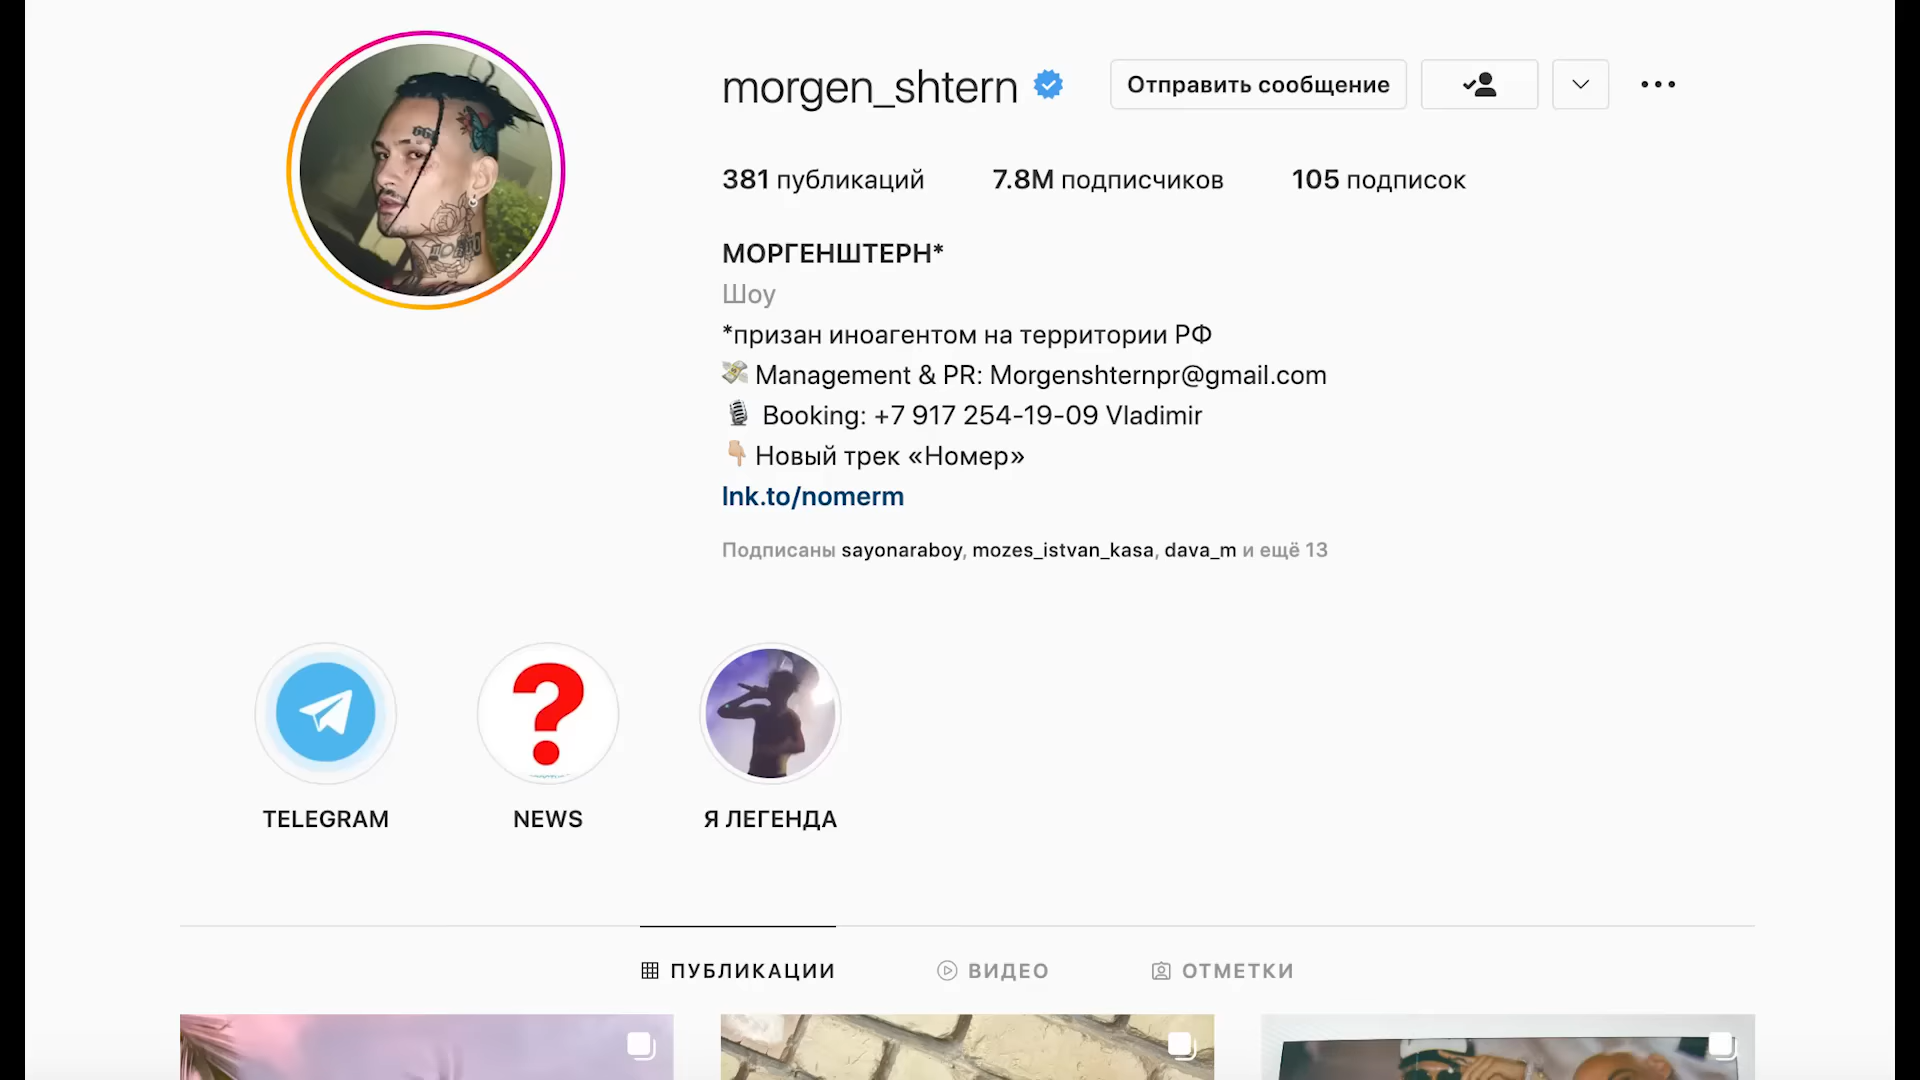 morgen_shtern
Отправить сообщение
381 публикаций 7.8M подписчиков 105 подписок
МОРГЕНШТЕРН*
Шоу
*призан иноагентом на территории РФ
💸 Management & PR: Morgenshternpr@gmail.com
🎙 Booking: +7 917 254-19-09 Vladimir
👇🏼 Новый трек «Номер»
lnk.to/nomerm
Подписаны sayonaraboy, mozes_istvan_kasa, dava_m и ещё 13
TELEGRAM NEWS Я ЛЕГЕНДА
ПУБЛИКАЦИИ ВИДЕО ОТМЕТКИ